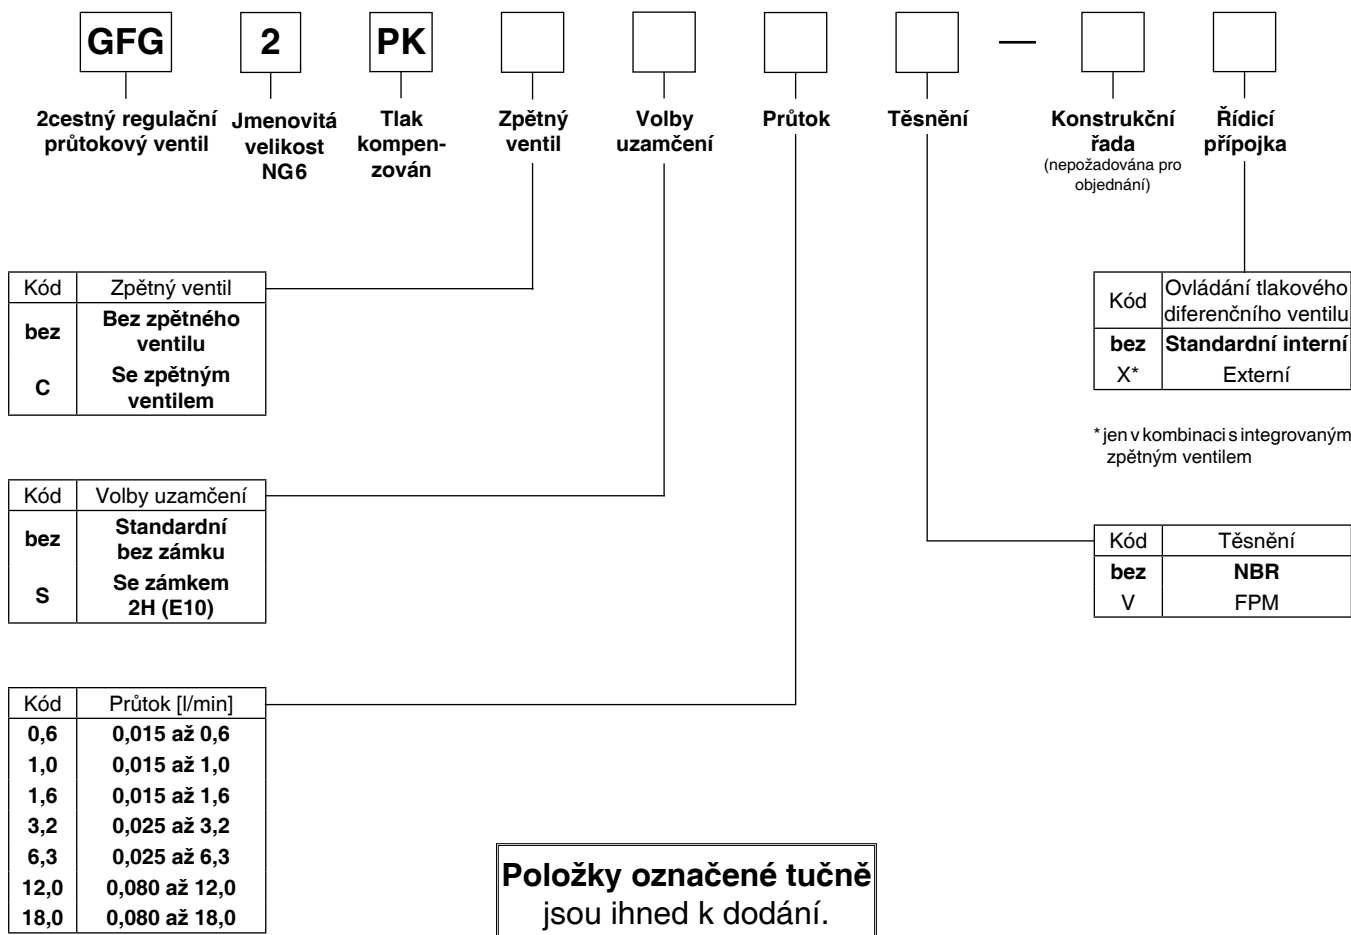 GFG 2 PK —
2cestný regulační
průtokový ventil
Jmenovitá
velikost
NG6
Tlak
kompen-
zován
Zpětný
ventil
Volby
uzamčení
Průtok
Těsnění
Konstrukční
řada
(nepožadována pro
objednání)
Řídicí
přípojka
Kód Zpětný ventil
bez Bez zpětného
ventilu
C Se zpětným
ventilem
Kód Ovládání tlakového
diferenčního ventilu
bez Standardní interní
X* Externí
* jen v kombinaci s integrovaným
zpětným ventilem
Kód Volby uzamčení
bez Standardní
bez zámku
S Se zámkem
2H (E10)
Kód Těsnění
bez NBR
V FPM
Kód Průtok [l/min]
0,6 0,015 až 0,6
1,0 0,015 až 1,0
1,6 0,015 až 1,6
3,2 0,025 až 3,2
6,3 0,025 až 6,3
12,0 0,080 až 12,0
18,0 0,080 až 18,0
Položky označené tučně
jsou ihned k dodání.